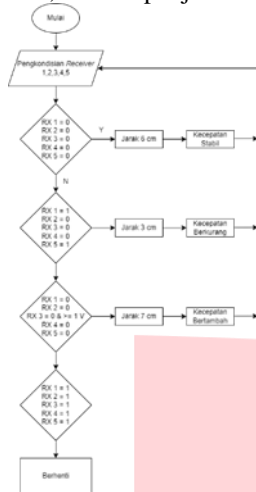 Mulai
Pengkondisian Receiver
1,2,3,4,5
RX 1 = 0
RX 2 = 0
RX 3 = 0
RX 4 = 0
RX 5 = 0
Y
Jarak 5 cm
Kecepatan
Stabil
N
RX 1 = 1
RX 2 = 0
RX 3 = 0
RX 4 = 0
RX 5 = 1
Jarak 3 cm
Kecepatan
Berkurang
RX 1 = 0
RX 2 = 0
RX 3 = 0 & >= 1 V
RX 4 = 0
RX 5 = 0
Jarak 7 cm
Kecepatan
Bertambah
RX 1 = 1
RX 2 = 1
RX 3 = 1
RX 4 = 1
RX 5 = 1
Berhenti